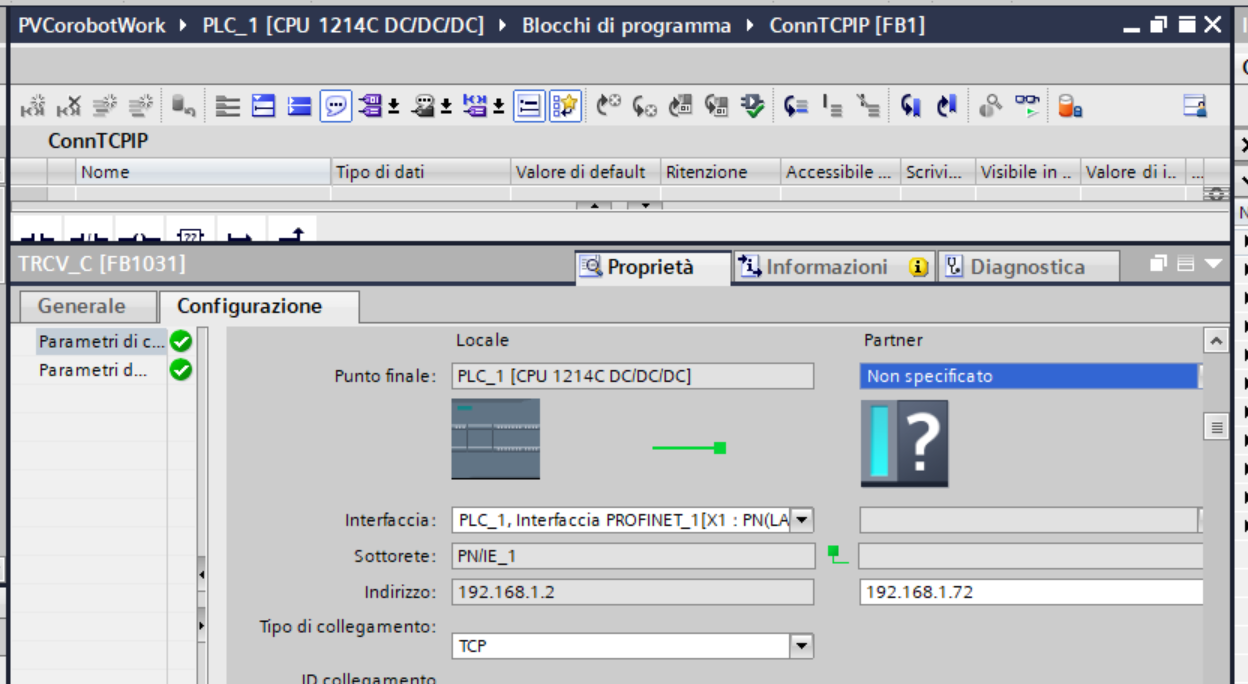 PVCorobotWork ▸ PLC_1 [CPU 1214C DC/DC/DC] ▸ Blocchi di programma ▸ ConnTCPIP [FB1]
ConnTCPIP
Nome Tipo di dati Valore di default Ritenzione Accessibile ... Scrivi... Visibile in .. Valore di i.. ...
TRCV_C [FB1031] Proprietà Informazioni Diagnostica
Generale Configurazione
Parametri di c...
Parametri d...
Locale Partner
Punto finale: PLC_1 [CPU 1214C DC/DC/DC] Non specificato
?
Interfaccia: PLC_1, Interfaccia PROFINET_1[X1 : PN(LA
Sottorete: PN/IE_1
Indirizzo: 192.168.1.2 192.168.1.72
Tipo di collegamento:
TCP
ID collegamento